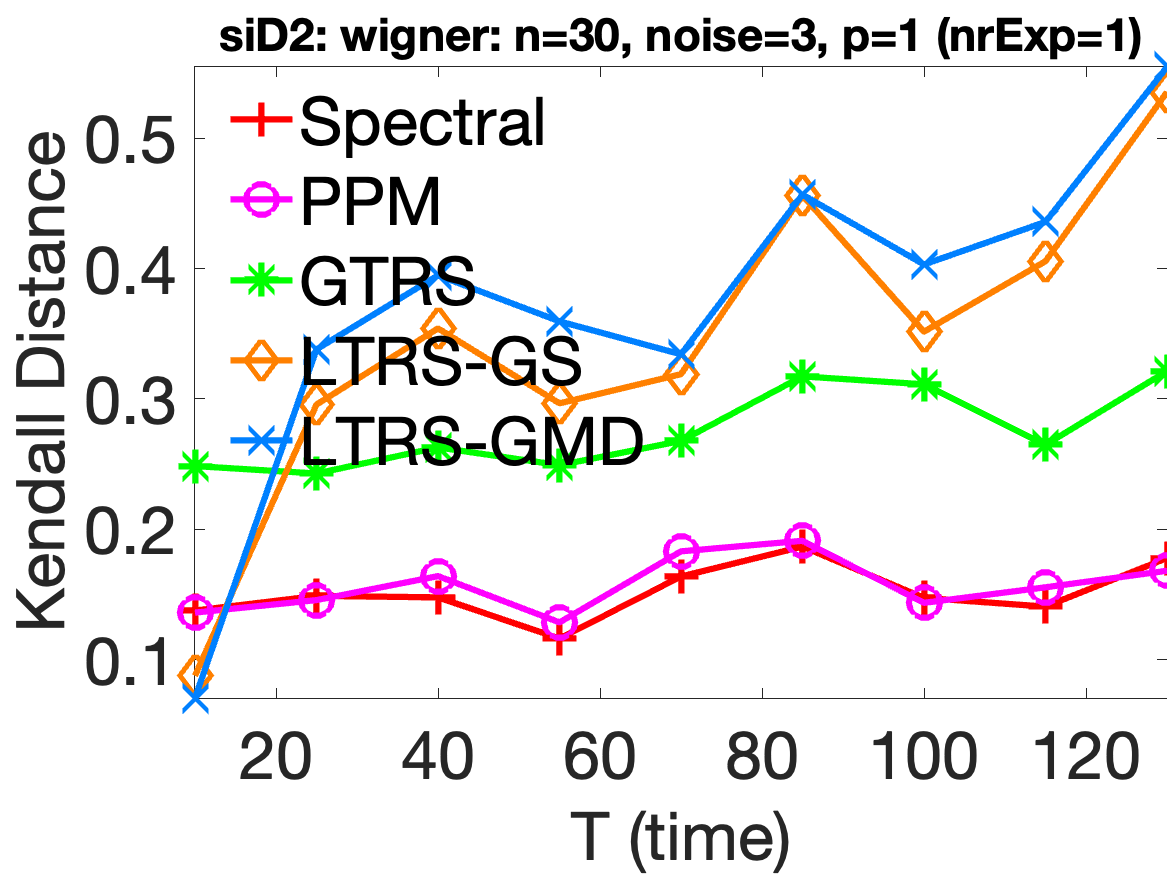 siD2: wigner: n=30, noise=3, p=1 (nrExp=1)
Kendall Distance
0.5
0.4
0.3
0.2
0.1
Spectral
PPM
GTRS
LTRS-GS
LTRS-GMD
20 40 60 80 100 120
T (time)